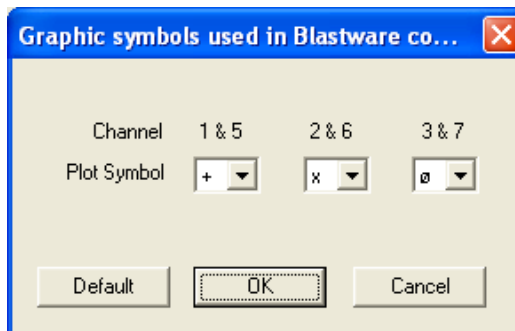 Graphic symbols used in Blastware co...
Channel 1 & 5 2 & 6 3 & 7
Plot Symbol + x ø
Default OK Cancel